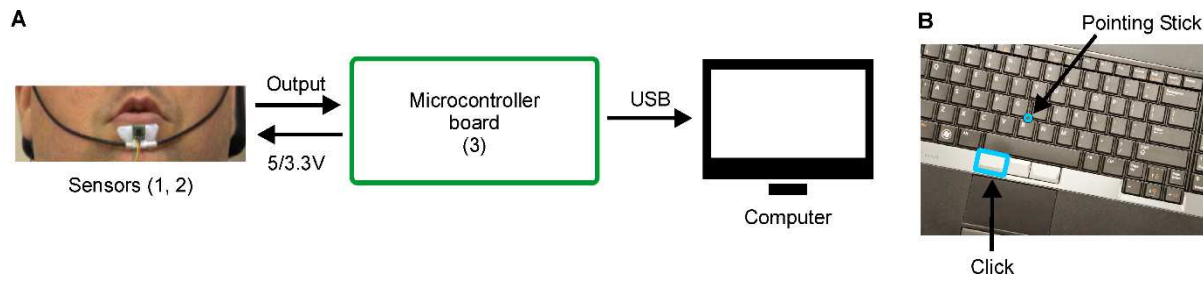 A
Output
5/3.3V
Sensors (1, 2)
Microcontroller
board
(3)
USB
Computer
B
Pointing Stick
Click